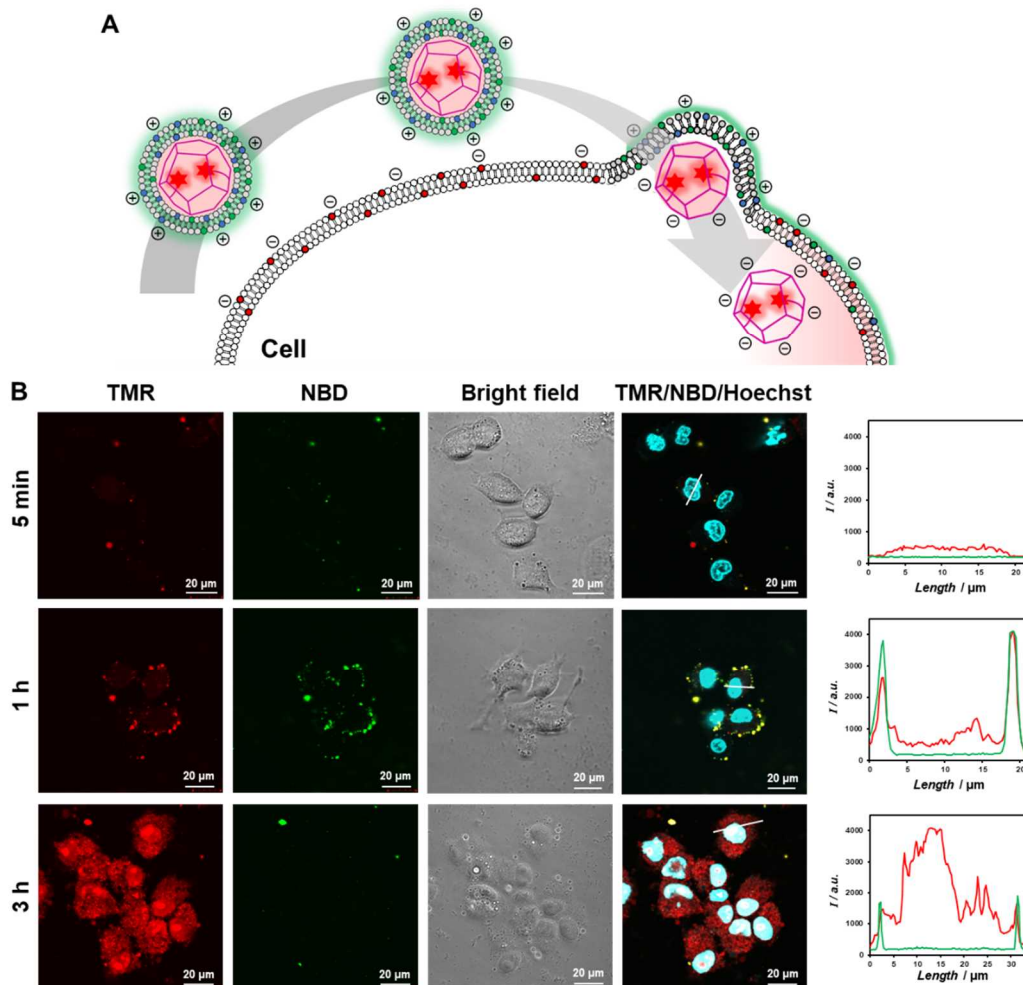 A
Cell
B
TMR NBD Bright field TMR/NBD/Hoechst
5 min
20 µm 20 µm 20 µm 20 µm
I / a.u.
4000
3000
2000
1000
0
0 5 10 15 20
Length / µm
1 h
20 µm 20 µm 20 µm 20 µm
I / a.u.
4000
3000
2000
1000
0
0 5 10 15 20
Length / µm
3 h
20 µm 20 µm 20 µm 20 µm
I / a.u.
4000
3000
2000
1000
0
0 5 10 15 20 25 30
Length / µm